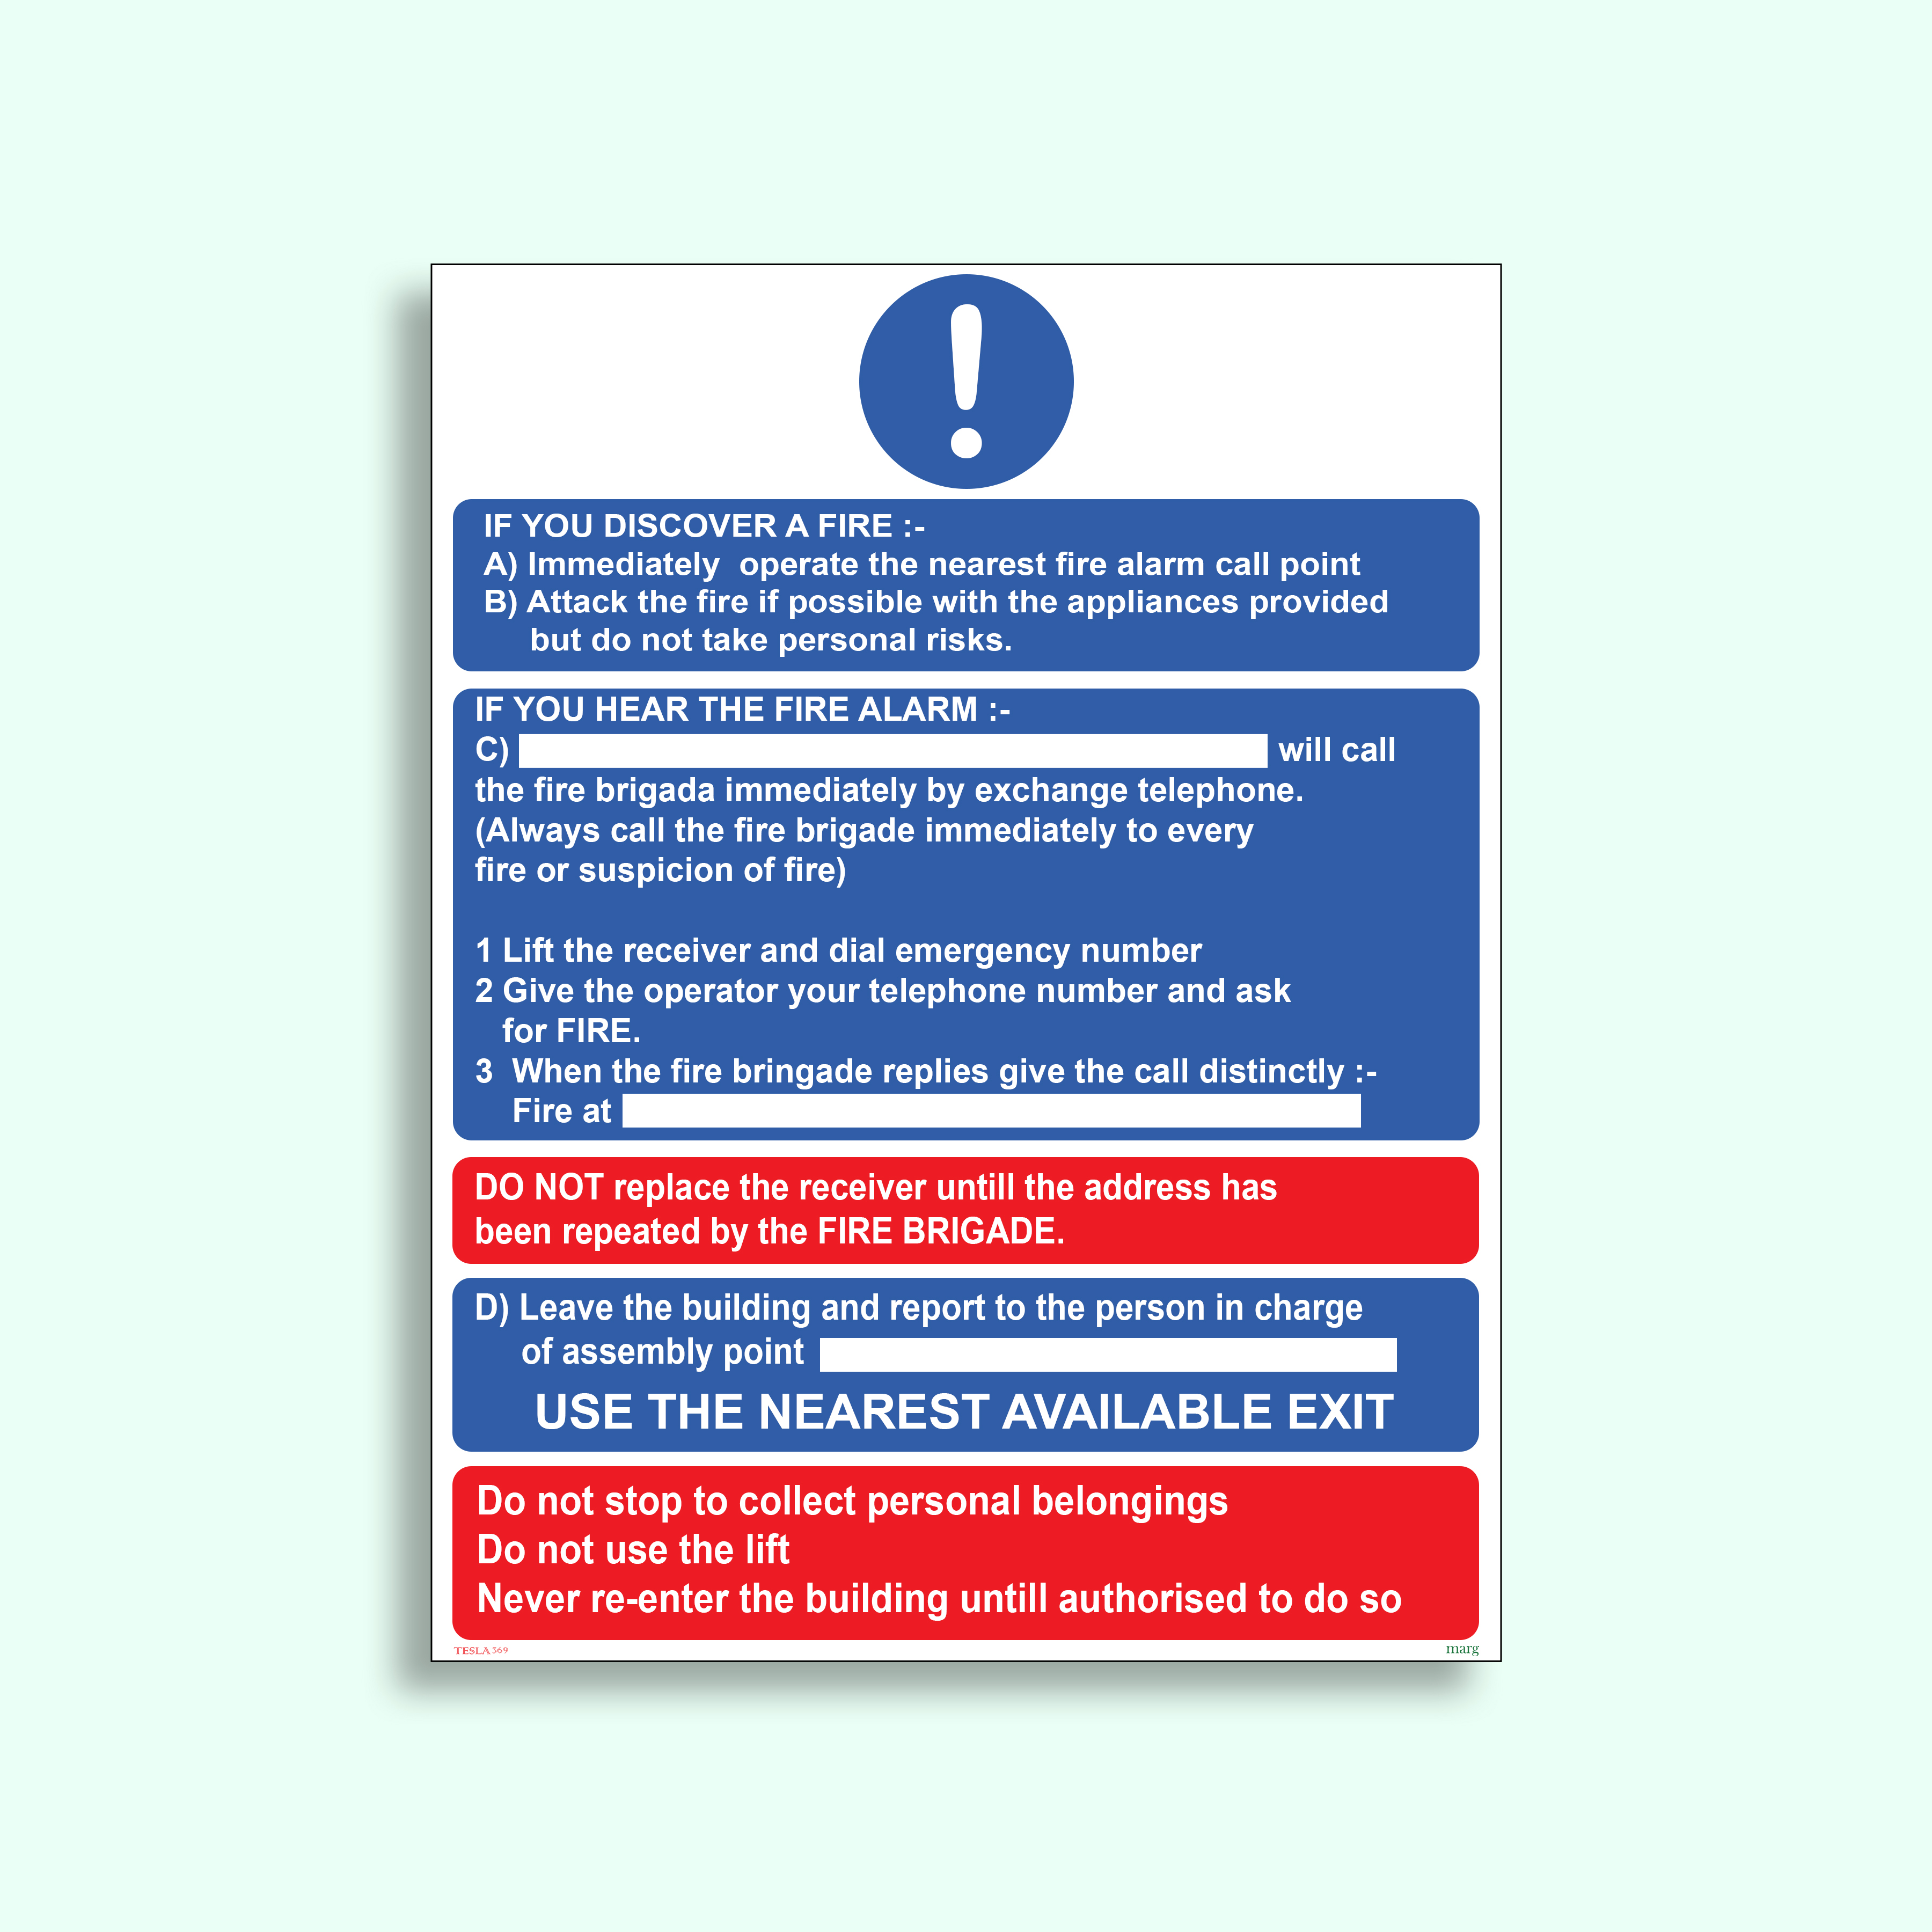 !
IF YOU DISCOVER A FIRE :-
A) Immediately operate the nearest fire alarm call point
B) Attack the fire if possible with the appliances provided
but do not take personal risks.
IF YOU HEAR THE FIRE ALARM :-
C) will call
the fire brigada immediately by exchange telephone.
(Always call the fire brigade immediately to every
fire or suspicion of fire)
1 Lift the receiver and dial emergency number
2 Give the operator your telephone number and ask
for FIRE.
3 When the fire bringade replies give the call distinctly :-
Fire at
DO NOT replace the receiver untill the address has
been repeated by the FIRE BRIGADE.
D) Leave the building and report to the person in charge
of assembly point
USE THE NEAREST AVAILABLE EXIT
Do not stop to collect personal belongings
Do not use the lift
Never re-enter the building untill authorised to do so
TESLA369
marg